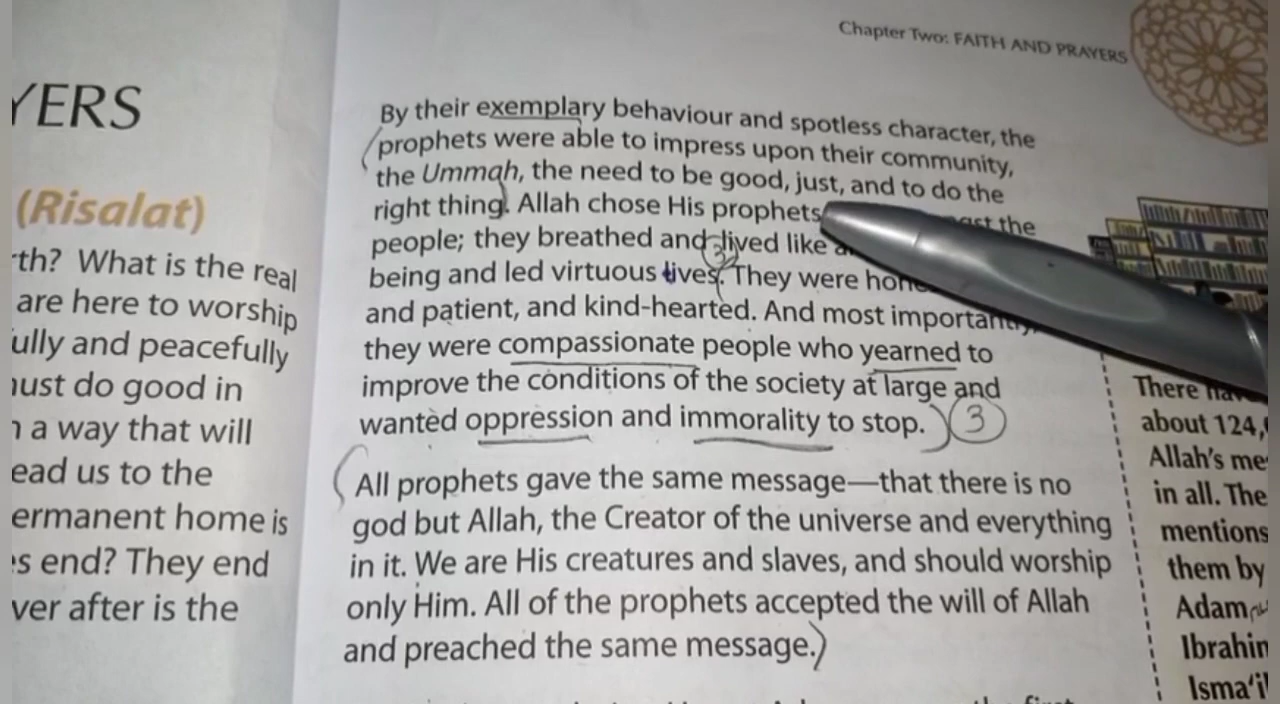 Chapter Two: FAITH AND PRAYERS
YERS
(Risalat)
rth? What is the real
are here to worship
ully and peacefully
ust do good in
a way that will
ead us to the
ermanent home is
s end? They end
ver after is the
By their exemplary behaviour and spotless character, the
prophets were able to impress upon their community,
the Ummah, the need to be good, just, and to do the
right thing. Allah chose His prophets the
people; they breathed and lived like
3
being and led virtuous lives. They were
and patient, and kind-hearted. And most
they were compassionate people who yearned to
improve the conditions of the society at large and
wanted oppression and immorality to stop. 3
All prophets gave the same message—that there is no
god but Allah, the Creator of the universe and everything
in it. We are His creatures and slaves, and should worship
only Him. All of the prophets accepted the will of Allah
and preached the same message.
There
about 124,
Allah's me
in all. The
mentions
them by
Adam
Ibrahim
Isma'il